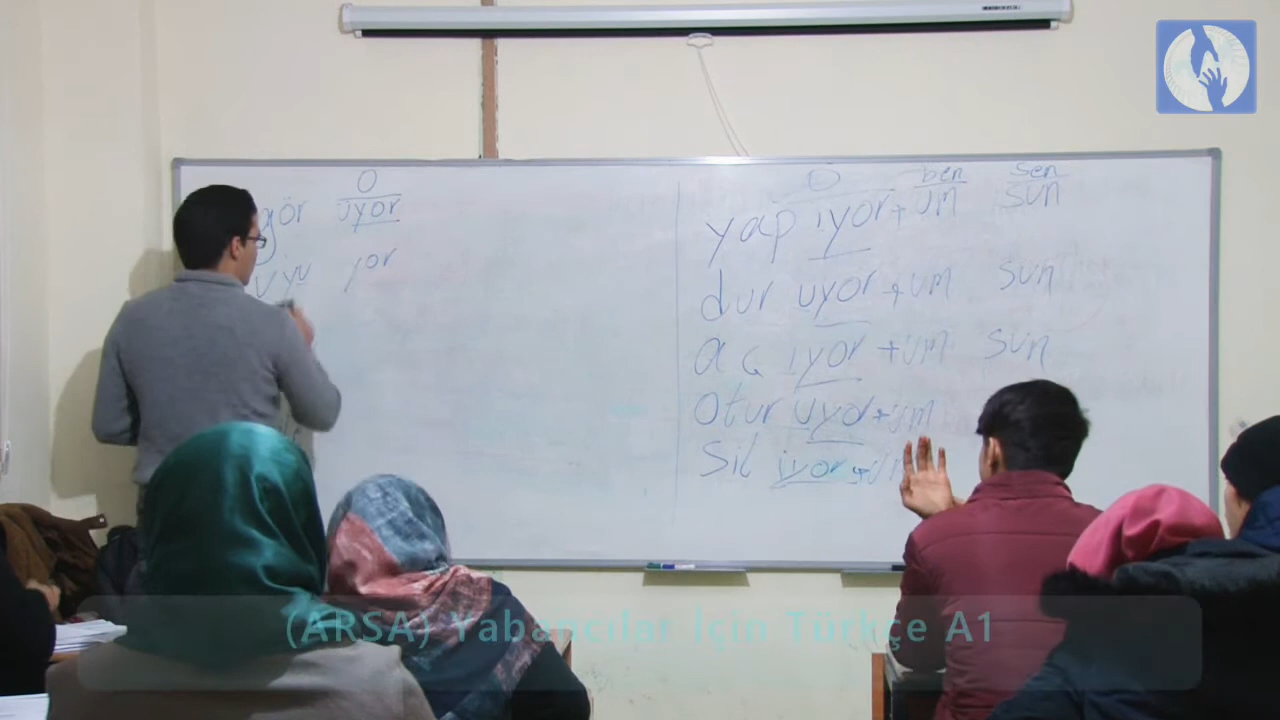 O
gör üyor
uyu yor
O ben sen
yap ıyor + um sun
dur uyor + um sun
aç ıyor + um sun
otur uyor + um
Sil iyor + um
(ARSA) Yabancılar İçin Türkçe A1